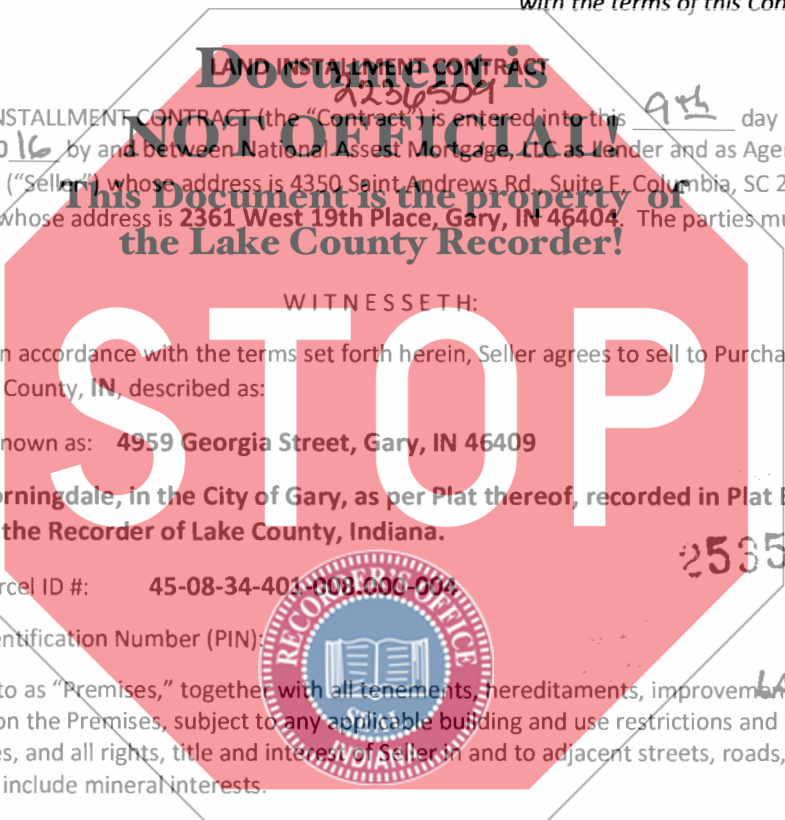 with the terms of this Con
LAND INSTALLMENT CONTRACT
Document is
2236509
NSTALLMENT CONTRACT (the “Contract”) is entered into this 9th day
NOT OFFICIAL!
16 by and between National Assest Mortgage, LLC as Lender and as Age
(“Seller”) whose address is 4350 Saint Andrews Rd., Suite E, Columbia, SC 2
This Document is the property of
whose address is 2361 West 19th Place, Gary, IN 46404. The parties mu
the Lake County Recorder!
WITNESSETH:
n accordance with the terms set forth herein, Seller agrees to sell to Purcha
County, IN, described as:
STOP
nown as: 4959 Georgia Street, Gary, IN 46409
orningdale, in the City of Gary, as per Plat thereof, recorded in Plat B
the Recorder of Lake County, Indiana.
2535
rcel ID #: 45-08-34-401-008.000-004
entification Number (PIN):
RECORDER'S OFFICE
to as “Premises,” together with all tenements, hereditaments, improvemen
LA
on the Premises, subject to any applicable building and use restrictions and
SEAL
es, and all rights, title and interest of Seller in and to adjacent streets, roads,
INDIANA
include mineral interests.